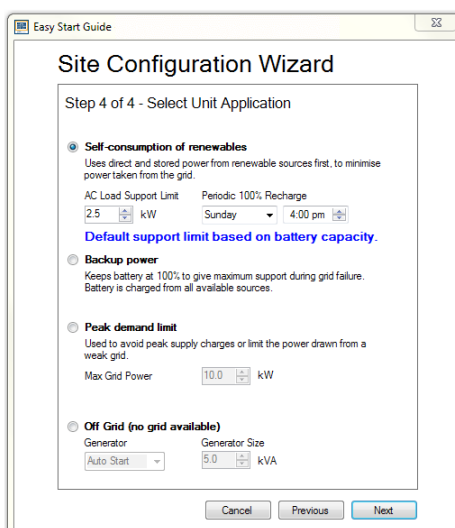 Easy Start Guide
Site Configuration Wizard
Step 4 of 4 - Select Unit Application
Self-consumption of renewables
Uses direct and stored power from renewable sources first, to minimise
power taken from the grid.
AC Load Support Limit Periodic 100% Recharge
2.5 kW Sunday 4:00 pm
Default support limit based on battery capacity.
Backup power
Keeps battery at 100% to give maximum support during grid failure.
Battery is charged from all available sources.
Peak demand limit
Used to avoid peak supply charges or limit the power drawn from a
weak grid.
Max Grid Power 10.0 kW
Off Grid (no grid available)
Generator Generator Size
Auto Start 5.0 kVA
Cancel Previous Next